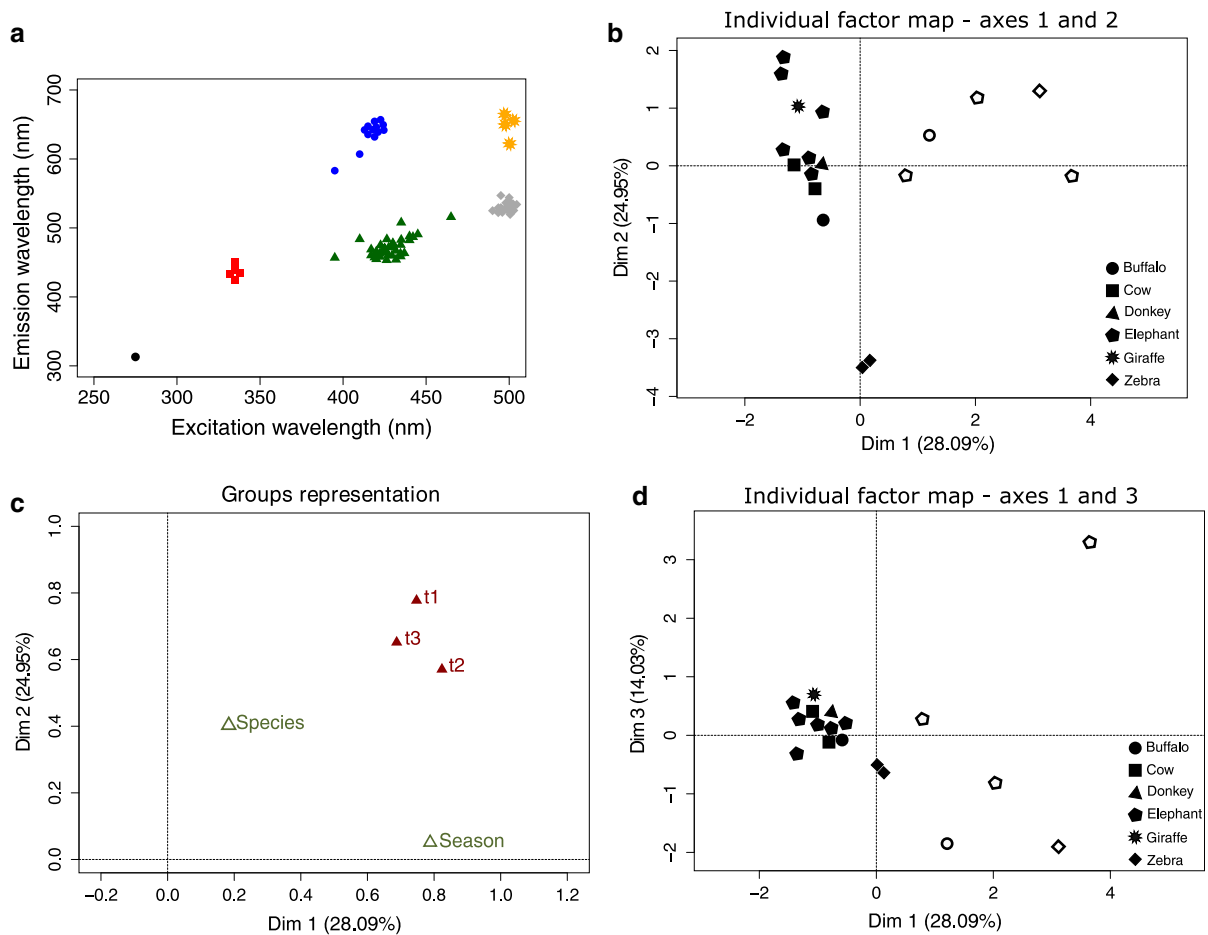 a
Emission wavelength (nm)
700
600
500
400
300
250
300
350
400
450
500
Excitation wavelength (nm)
b
Individual factor map - axes 1 and 2
Dim 2 (24.95%)
2
1
0
−1
−2
−3
−4
−2
0
2
4
Dim 1 (28.09%)
Buffalo
Cow
Donkey
Elephant
Giraffe
Zebra
c
Groups representation
Dim 2 (24.95%)
1.0
0.8
0.6
0.4
0.2
0.0
t1
t3
t2
Species
Season
−0.2
0.0
0.2
0.4
0.6
0.8
1.0
1.2
Dim 1 (28.09%)
d
Individual factor map - axes 1 and 3
Dim 3 (14.03%)
3
2
1
0
−1
−2
−2
0
2
4
Dim 1 (28.09%)
Buffalo
Cow
Donkey
Elephant
Giraffe
Zebra